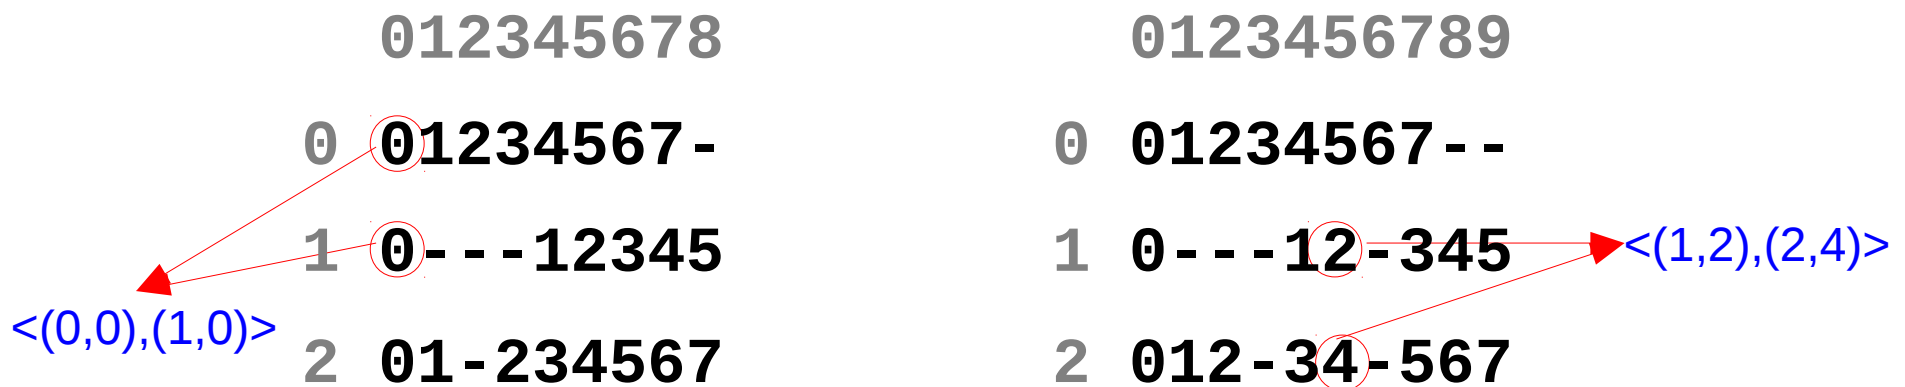 012345678 0123456789
0 01234567- 0 01234567--
1 0---12345 1 0---12-345 <(1,2),(2,4)>
<(0,0),(1,0)>
2 01-234567 2 012-34-567